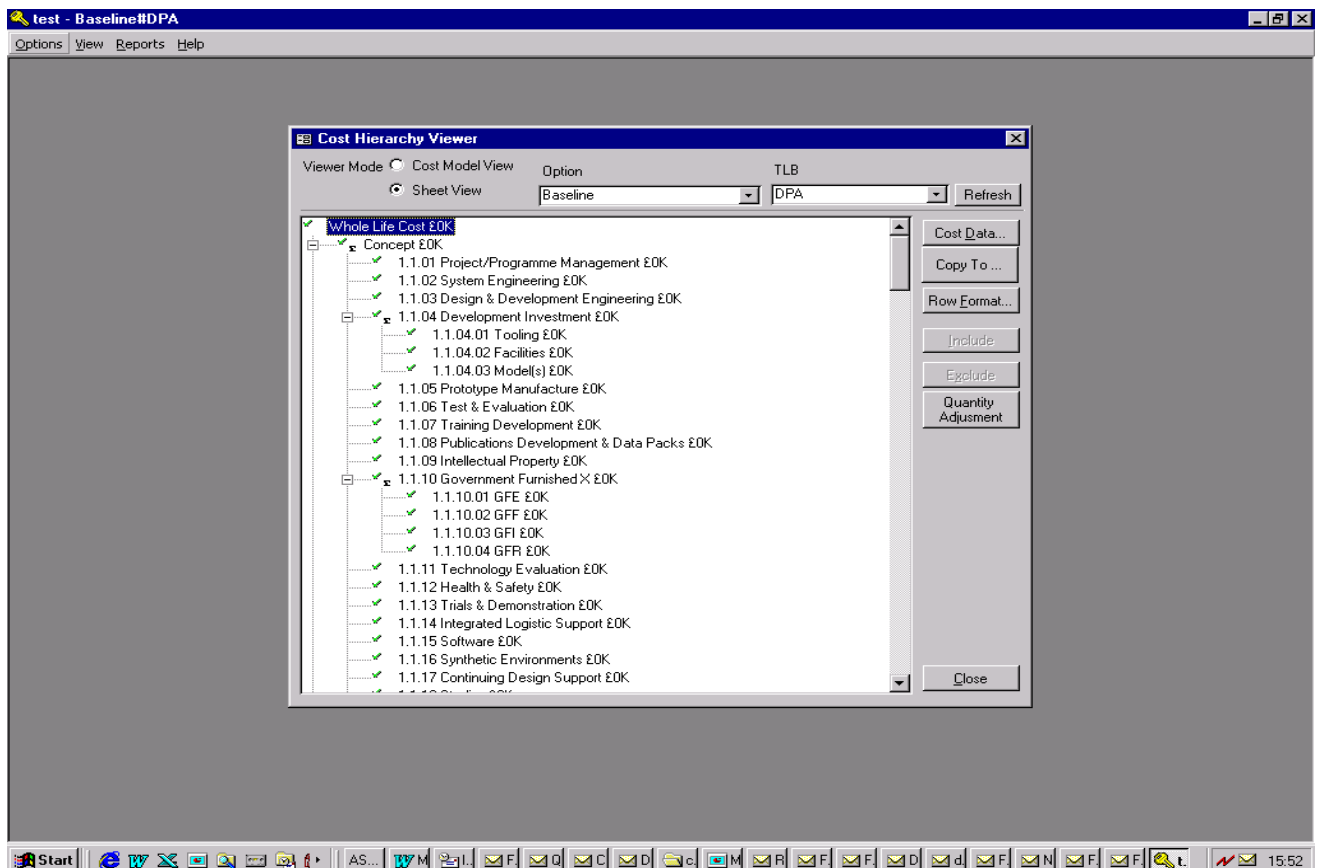 test - Baseline#DPA
Options View Reports Help
Cost Hierarchy Viewer
Viewer Mode Cost Model View Option TLB
Sheet View Baseline DPA Refresh
Whole Life Cost £0K
Concept £0K
1.1.01 Project/Programme Management £0K
1.1.02 System Engineering £0K
1.1.03 Design & Development Engineering £0K
1.1.04 Development Investment £0K
1.1.04.01 Tooling £0K
1.1.04.02 Facilities £0K
1.1.04.03 Model(s) £0K
1.1.05 Prototype Manufacture £0K
1.1.06 Test & Evaluation £0K
1.1.07 Training Development £0K
1.1.08 Publications Development & Data Packs £0K
1.1.09 Intellectual Property £0K
1.1.10 Government Furnished X £0K
1.1.10.01 GFE £0K
1.1.10.02 GFF £0K
1.1.10.03 GFI £0K
1.1.10.04 GFR £0K
1.1.11 Technology Evaluation £0K
1.1.12 Health & Safety £0K
1.1.13 Trials & Demonstration £0K
1.1.14 Integrated Logistic Support £0K
1.1.15 Software £0K
1.1.16 Synthetic Environments £0K
1.1.17 Continuing Design Support £0K
Cost Data...
Copy To ...
Row Format...
Include
Exclude
Quantity
Adjusment
Close
Start AS... M I.. F. Q C D c. M R F. F. D d. F. N F. F. t. 15:52